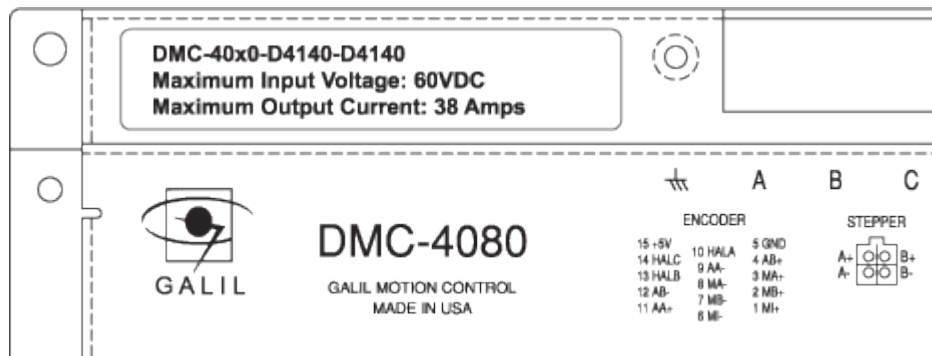 DMC-40x0-D4140-D4140
Maximum Input Voltage: 60VDC
Maximum Output Current: 38 Amps
A B C
GALIL
DMC-4080
GALIL MOTION CONTROL
MADE IN USA
ENCODER
15 +5V
14 HALC
13 HALB
12 AB-
11 AA+
10 HALA
9 AA-
8 MA-
7 MB-
6 MI-
5 GND
4 AB+
3 MA+
2 MB+
1 MI+
STEPPER
A+ B+
A- B-